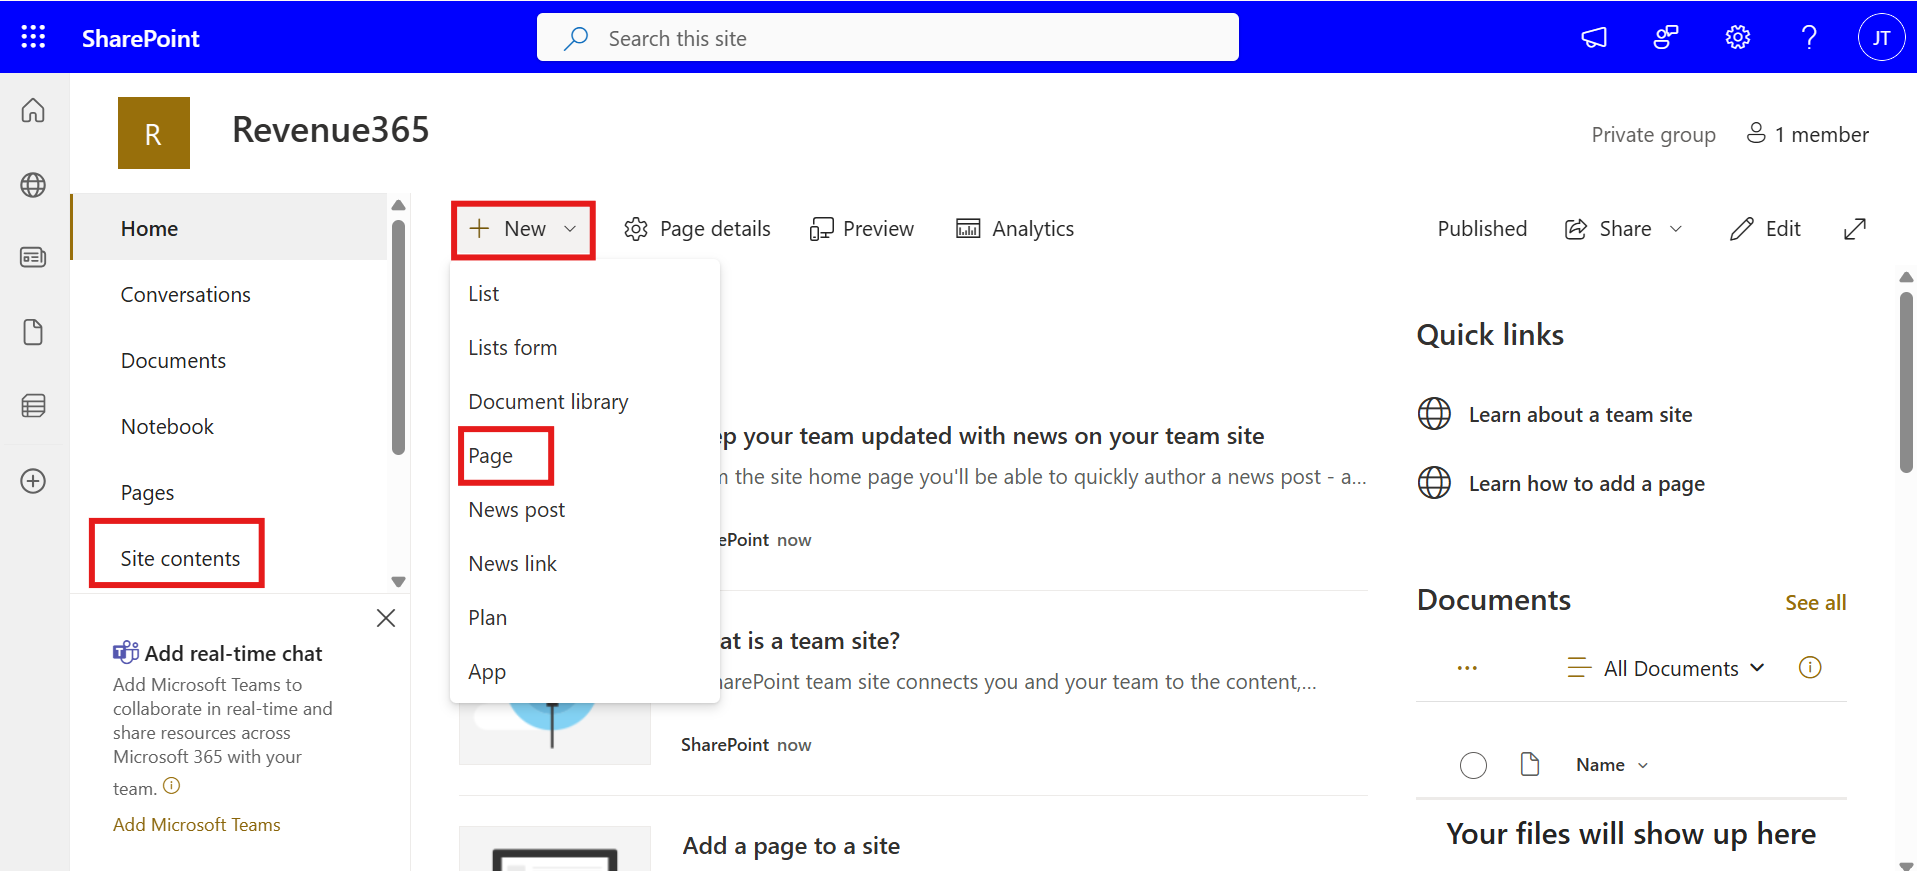 SharePoint
Search this site
JT
R
Revenue365
Private group
1 member
Home
Conversations
Documents
Notebook
Pages
Site contents
New
Page details
Preview
Analytics
Published
Share
Edit
List
Lists form
Document library
Page
News post
News link
Plan
App
ep your team updated with news on your team site
the site home page you'll be able to quickly author a news post - a...
ePoint now
at is a team site?
arePoint team site connects you and your team to the content,...
SharePoint now
Add a page to a site
Quick links
Learn about a team site
Learn how to add a page
Documents
See all
All Documents
Name
Your files will show up here
Add real-time chat
Add Microsoft Teams to
collaborate in real-time and
share resources across
Microsoft 365 with your
team.
Add Microsoft Teams